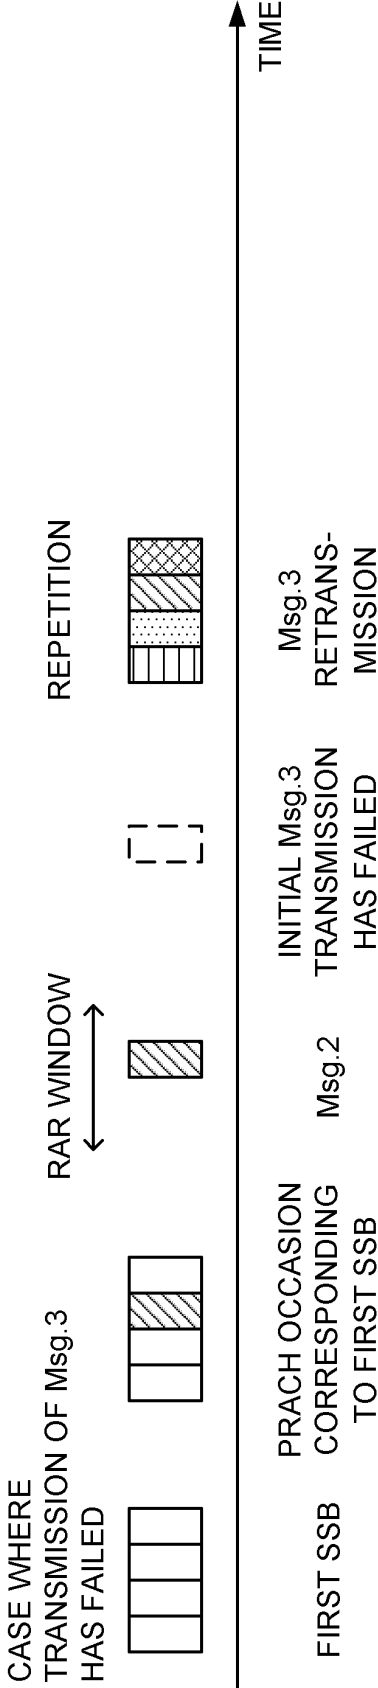 CASE WHERE
TRANSMISSION OF Msg.3
HAS FAILED
RAR WINDOW
REPETITION
FIRST SSB
PRACH OCCASION
CORRESPONDING
TO FIRST SSB
Msg.2
INITIAL Msg.3
TRANSMISSION
HAS FAILED
Msg.3
RETRANS-
MISSION
TIME